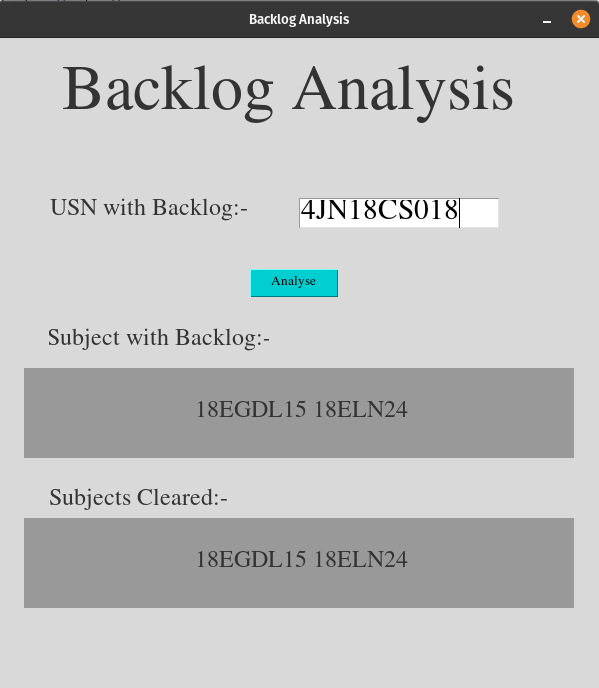 Backlog Analysis
Backlog Analysis
USN with Backlog:- 4JN18CS018
Analyse
Subject with Backlog:-
18EGDL15 18ELN24
Subjects Cleared:-
18EGDL15 18ELN24